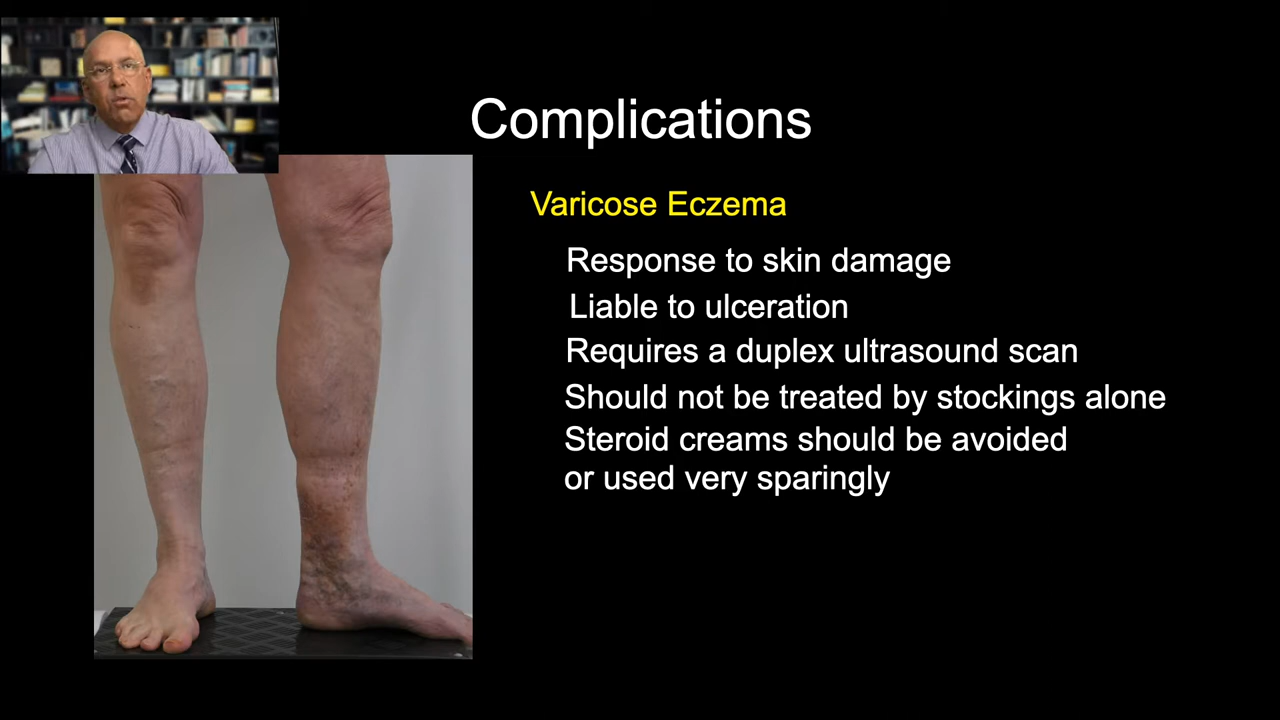 Complications
Varicose Eczema
Response to skin damage
Liable to ulceration
Requires a duplex ultrasound scan
Should not be treated by stockings alone
Steroid creams should be avoided
or used very sparingly